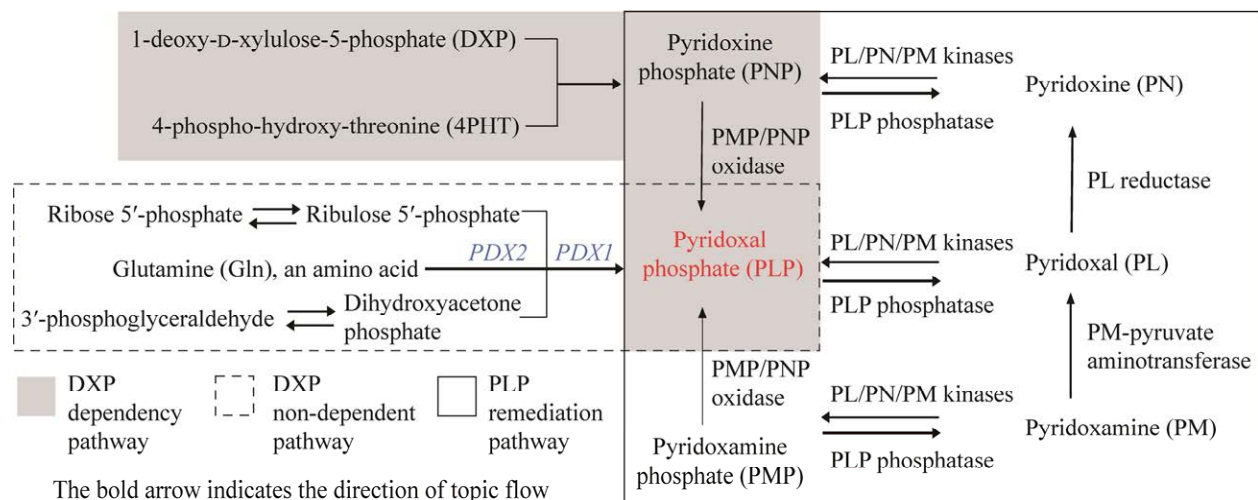 1-deoxy-D-xylulose-5-phosphate (DXP)
4-phospho-hydroxy-threonine (4PHT)
Pyridoxine
phosphate (PNP)
PL/PN/PM kinases
PLP phosphatase
Pyridoxine (PN)
PMP/PNP
oxidase
PL reductase
Ribose 5′-phosphate
Ribulose 5′-phosphate
Glutamine (Gln), an amino acid
PDX2
PDX1
3′-phosphoglyceraldehyde
Dihydroxyacetone
phosphate
Pyridoxal
phosphate (PLP)
PL/PN/PM kinases
PLP phosphatase
Pyridoxal (PL)
PMP/PNP
oxidase
PM-pyruvate
aminotransferase
Pyridoxamine
phosphate (PMP)
PL/PN/PM kinases
PLP phosphatase
Pyridoxamine (PM)
DXP
dependency
pathway
DXP
non-dependent
pathway
PLP
remediation
pathway
The bold arrow indicates the direction of topic flow